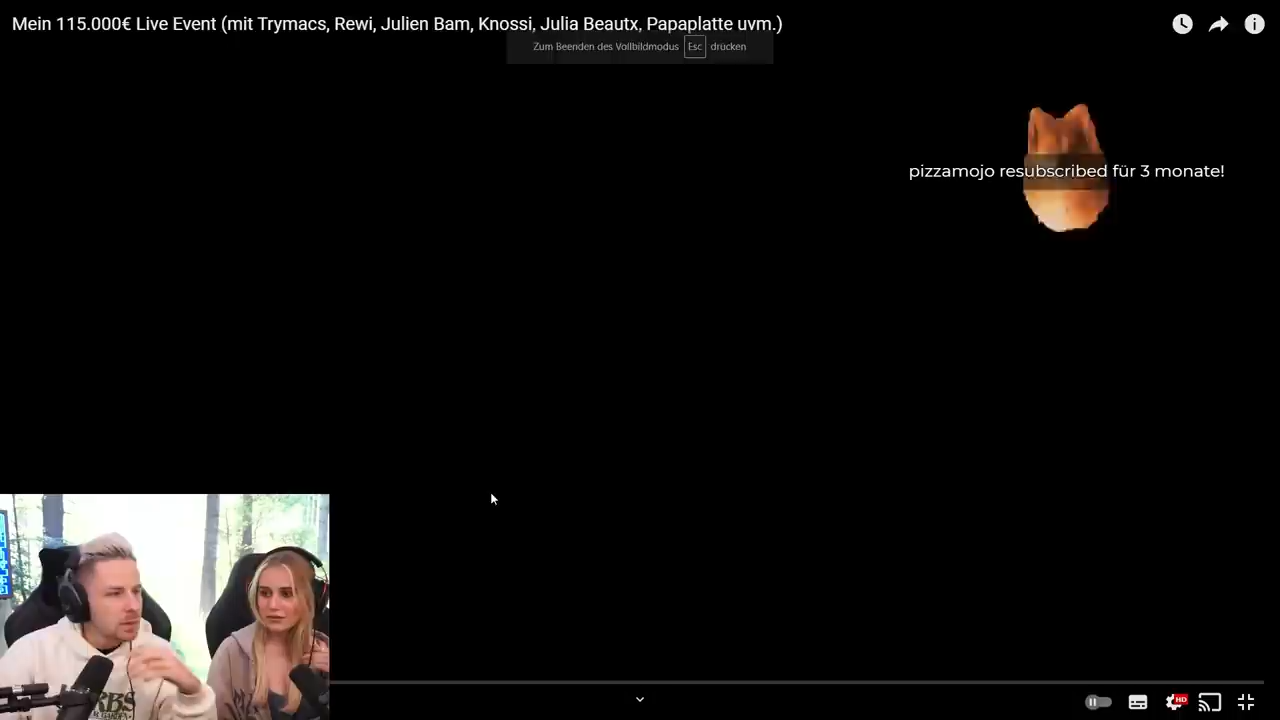 Mein 115.000€ Live Event (mit Trymacs, Rewi, Julien Bam, Knossi, Julia Beautx, Papaplatte uvm.)
Zum Beenden des Vollbildmodus Esc drücken
pizzamojo resubscribed für 3 monate!
HD